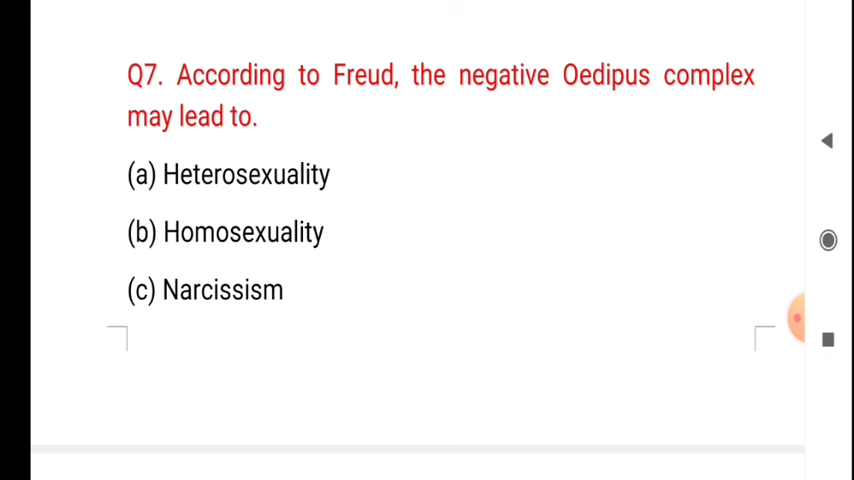 Q7. According to Freud, the negative Oedipus complex
may lead to.
(a) Heterosexuality
(b) Homosexuality
(c) Narcissism